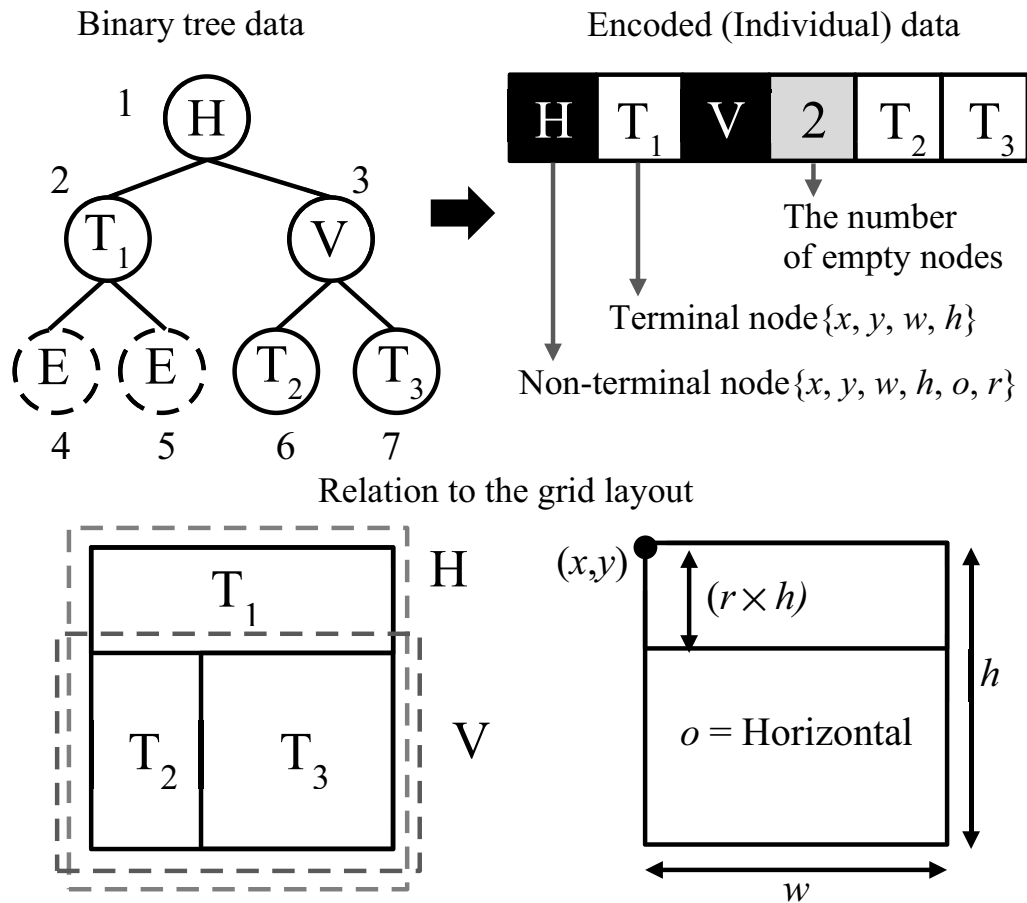 Binary tree data
1
H
2
3
T₁
V
E
E
T₂
T₃
4
5
6
7
Encoded (Individual) data
H T₁ V 2 T₂ T₃
The number
of empty nodes
Terminal node{x, y, w, h}
Non-terminal node{x, y, w, h, o, r}
Relation to the grid layout
T₁
H
T₂
T₃
V
(x,y)
(r × h)
h
o = Horizontal
w